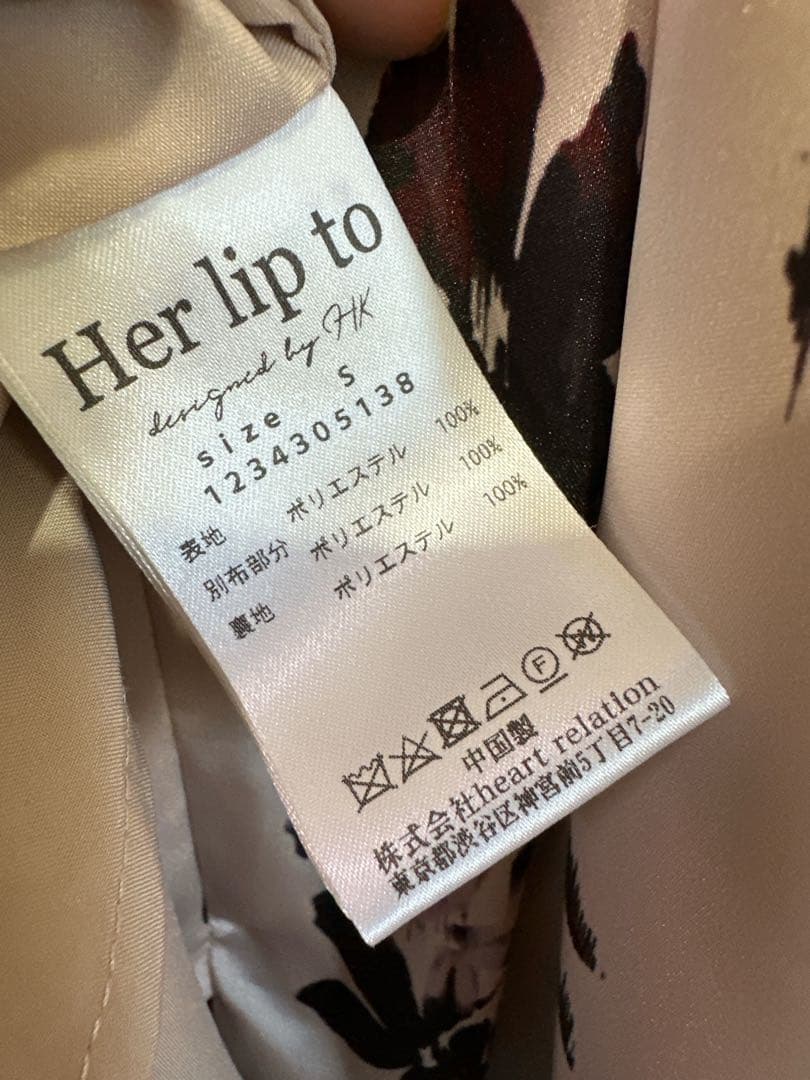 Her lip to
designed by HK
size S
1234305138
表地 ポリエステル 100%
別布部分 ポリエステル 100%
裏地 ポリエステル 100%
F W
中国製
株式会社heart relation
東京都渋谷区神宮前5丁目7-20